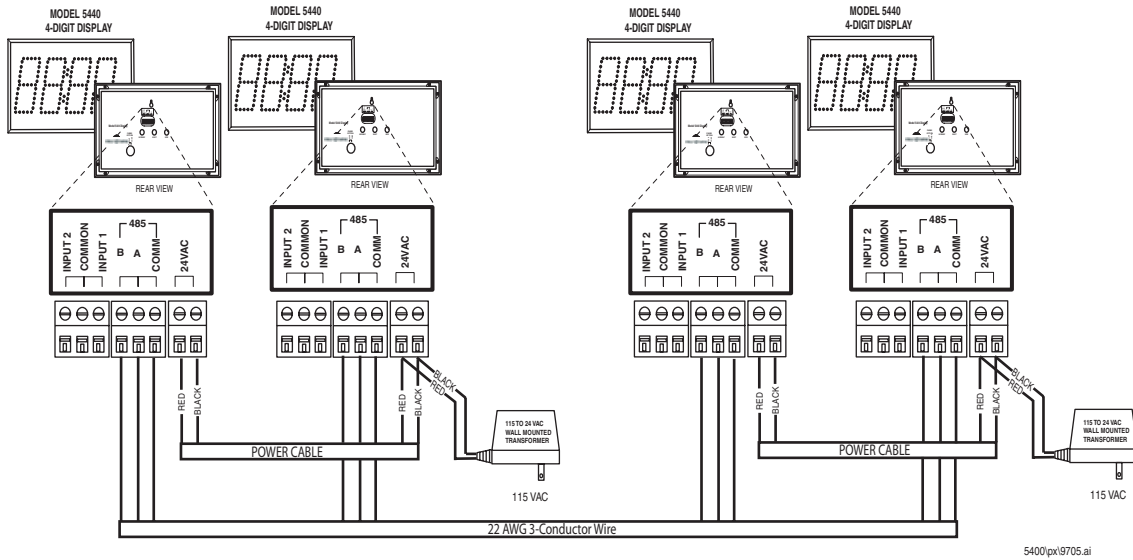 MODEL 5440
4-DIGIT DISPLAY
MODEL 5440
4-DIGIT DISPLAY
MODEL 5440
4-DIGIT DISPLAY
MODEL 5440
4-DIGIT DISPLAY
REAR VIEW
REAR VIEW
REAR VIEW
REAR VIEW
INPUT 2
COMMON
INPUT 1
485
B
A
COMM
24VAC
INPUT 2
COMMON
INPUT 1
485
B
A
COMM
24VAC
INPUT 2
COMMON
INPUT 1
485
B
A
COMM
24VAC
INPUT 2
COMMON
INPUT 1
485
B
A
COMM
24VAC
RED
BLACK
RED
BLACK
BLACK
RED
RED
BLACK
RED
BLACK
BLACK
RED
POWER CABLE
115 TO 24 VAC
WALL MOUNTED
TRANSFORMER
115 VAC
POWER CABLE
115 TO 24 VAC
WALL MOUNTED
TRANSFORMER
115 VAC
22 AWG 3-Conductor Wire
5400\px\9705.ai